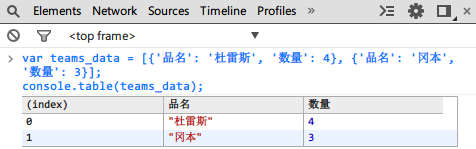 Elements Network Sources Timeline Profiles »
<top frame>
> var teams_data = [{'品名': '杜雷斯', '数量': 4}, {'品名': '冈本',
'数量': 3}];
console.table(teams_data);
(index) 品名 数量
0 "杜雷斯" 4
1 "冈本" 3